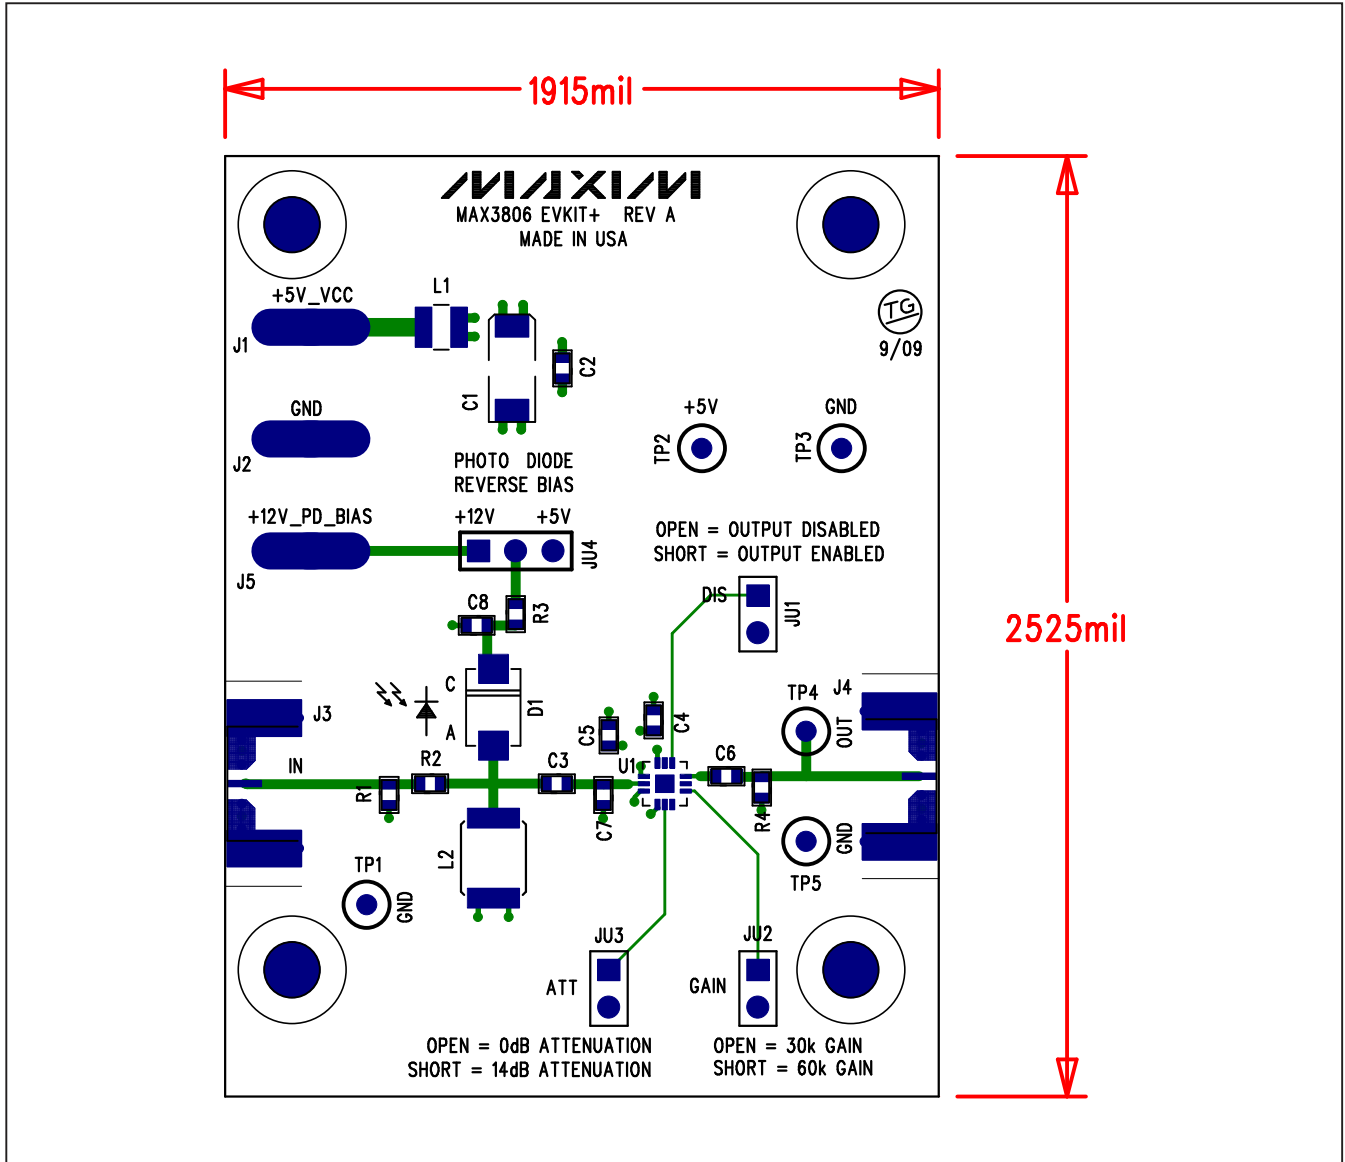 1915mil
MAXIM
MAX3806 EVKIT+ REV A
MADE IN USA
L1
+5V_VCC
TG
9/09
J1
C2
C1
GND
J2
+5V
TP2
GND
TP3
PHOTO DIODE
REVERSE BIAS
+12V_PD_BIAS
+12V
+5V
JU4
J5
OPEN = OUTPUT DISABLED
SHORT = OUTPUT ENABLED
DIS
JU1
C8
R3
2525mil
C
A
D1
J3
IN
R1
R2
C3
C5
C4
U1
C7
C6
R4
TP4
J4
OUT
GND
TP5
L2
TP1
GND
JU3
ATT
JU2
GAIN
OPEN = 0dB ATTENUATION
SHORT = 14dB ATTENUATION
OPEN = 30k GAIN
SHORT = 60k GAIN